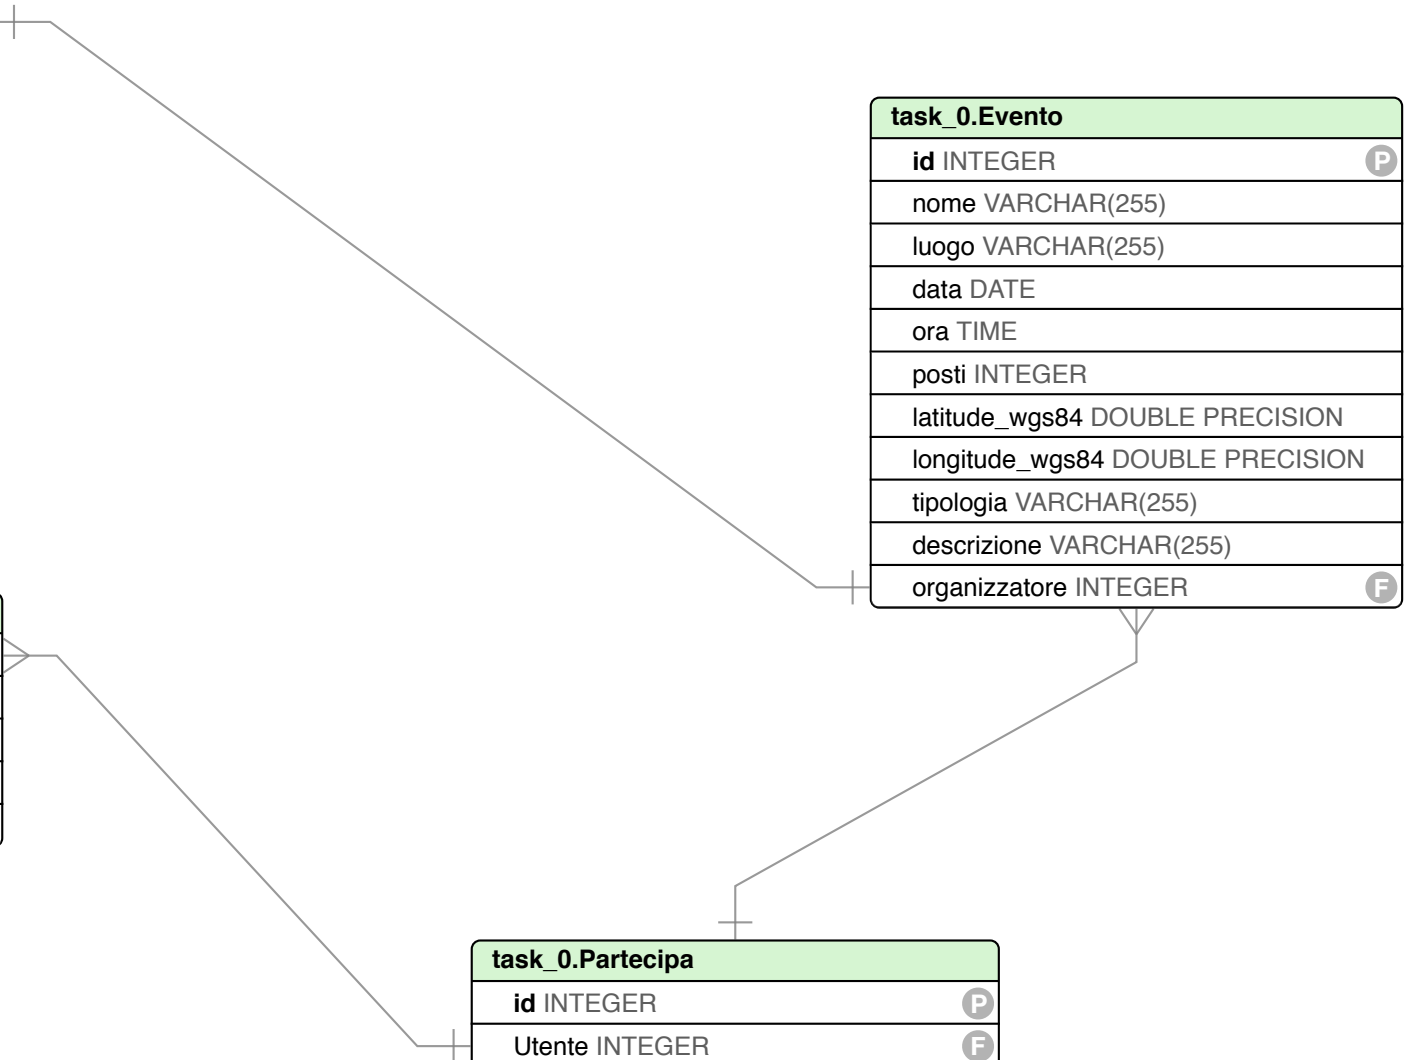 task_0.Evento
id INTEGER P
nome VARCHAR(255)
luogo VARCHAR(255)
data DATE
ora TIME
posti INTEGER
latitude_wgs84 DOUBLE PRECISION
longitude_wgs84 DOUBLE PRECISION
tipologia VARCHAR(255)
descrizione VARCHAR(255)
organizzatore INTEGER F
task_0.Partecipa
id INTEGER P
Utente INTEGER F